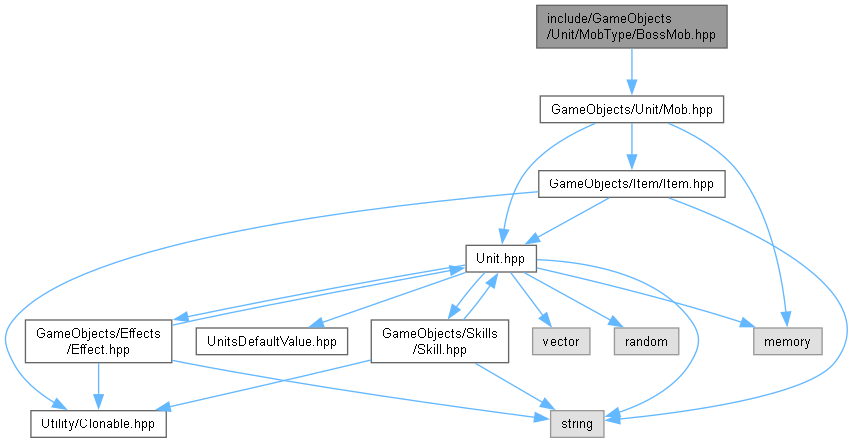 include/GameObjects
/Unit/MobType/BossMob.hpp
GameObjects/Unit/Mob.hpp
GameObjects/Item/Item.hpp
Unit.hpp
GameObjects/Effects
/Effect.hpp
UnitsDefaultValue.hpp
GameObjects/Skills
/Skill.hpp
vector
random
memory
Utility/Clonable.hpp
string